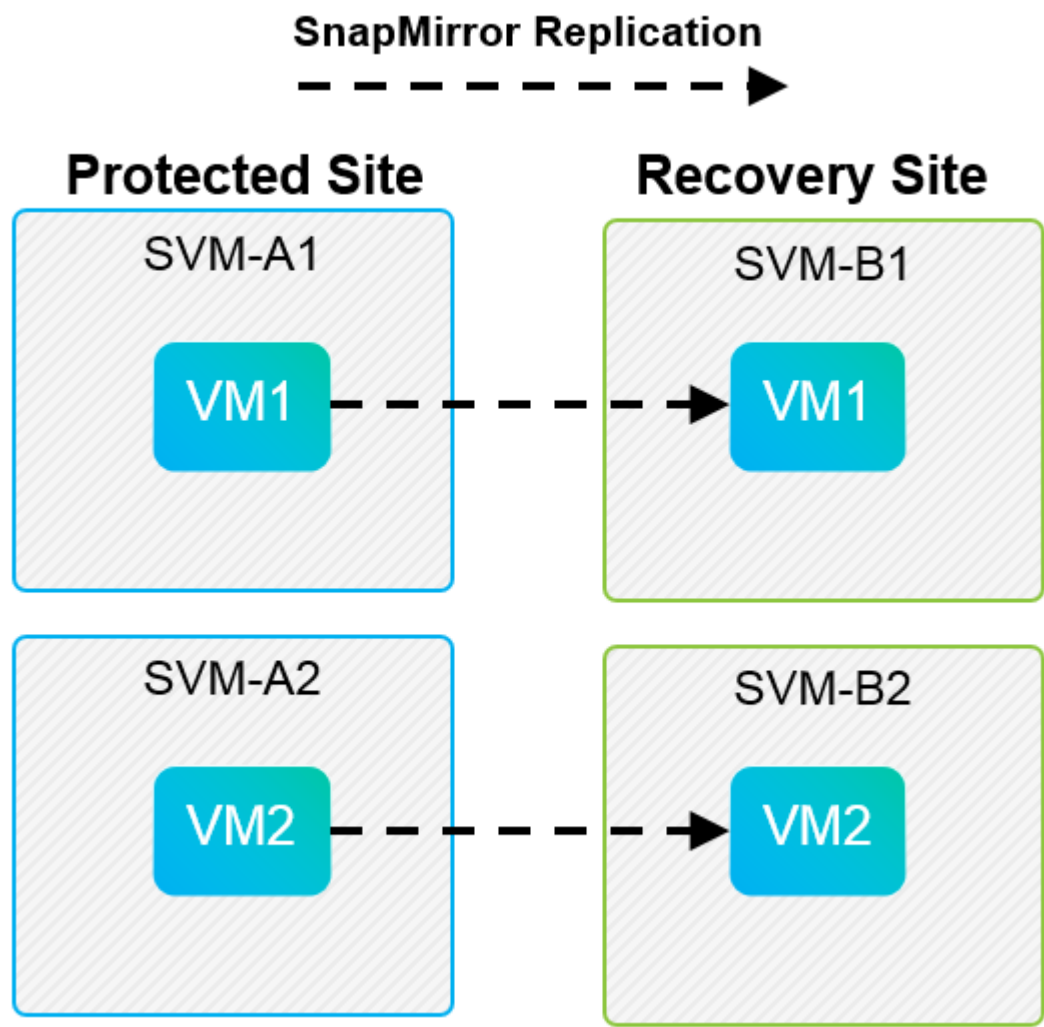 SnapMirror Replication
Protected Site
Recovery Site
SVM-A1
SVM-B1
VM1
VM1
SVM-A2
SVM-B2
VM2
VM2